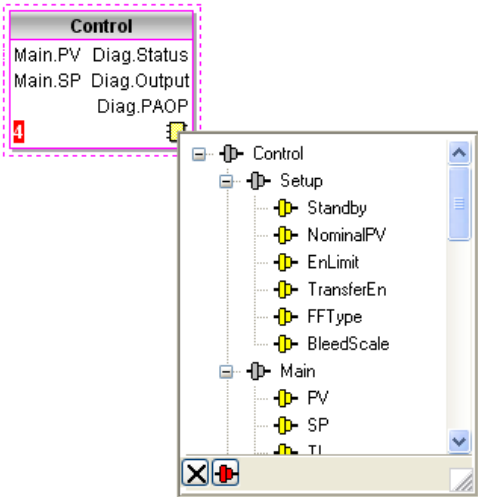 Control
Main.PV Diag.Status
Main.SP Diag.Output
Diag.PAOP
4
Control
Setup
Standby
NominalPV
EnLimit
TransferEn
FFType
BleedScale
Main
PV
SP